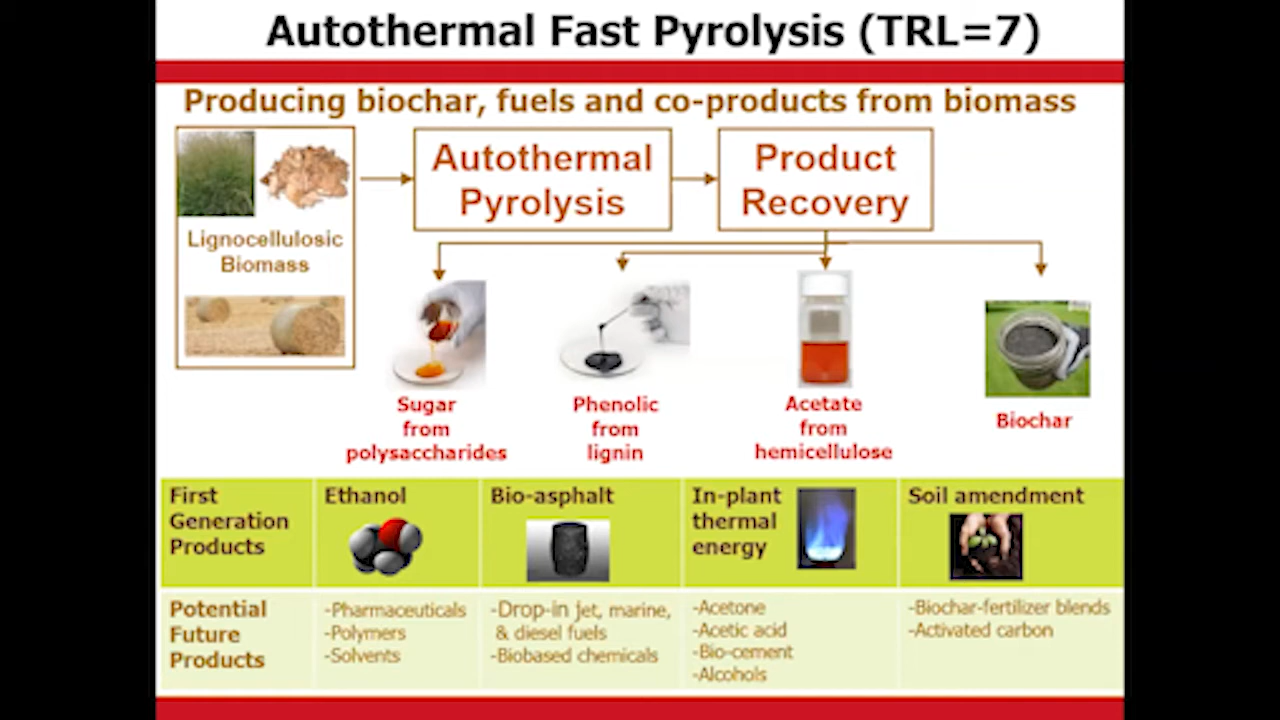 Autothermal Fast Pyrolysis (TRL=7)
Producing biochar, fuels and co-products from biomass
Lignocellulosic
Biomass
Autothermal
Pyrolysis
Product
Recovery
Sugar
from
polysaccharides
Phenolic
from
lignin
Acetate
from
hemicellulose
Biochar
First
Generation
Products
Ethanol
Bio-asphalt
In-plant
thermal
energy
Soil amendment
Potential
Future
Products
-Pharmaceuticals
-Polymers
-Solvents
-Drop-in jet, marine,
& diesel fuels
-Biobased chemicals
-Acetone
-Acetic acid
-Bio-cement
-Alcohols
-Biochar-fertilizer blends
-Activated carbon